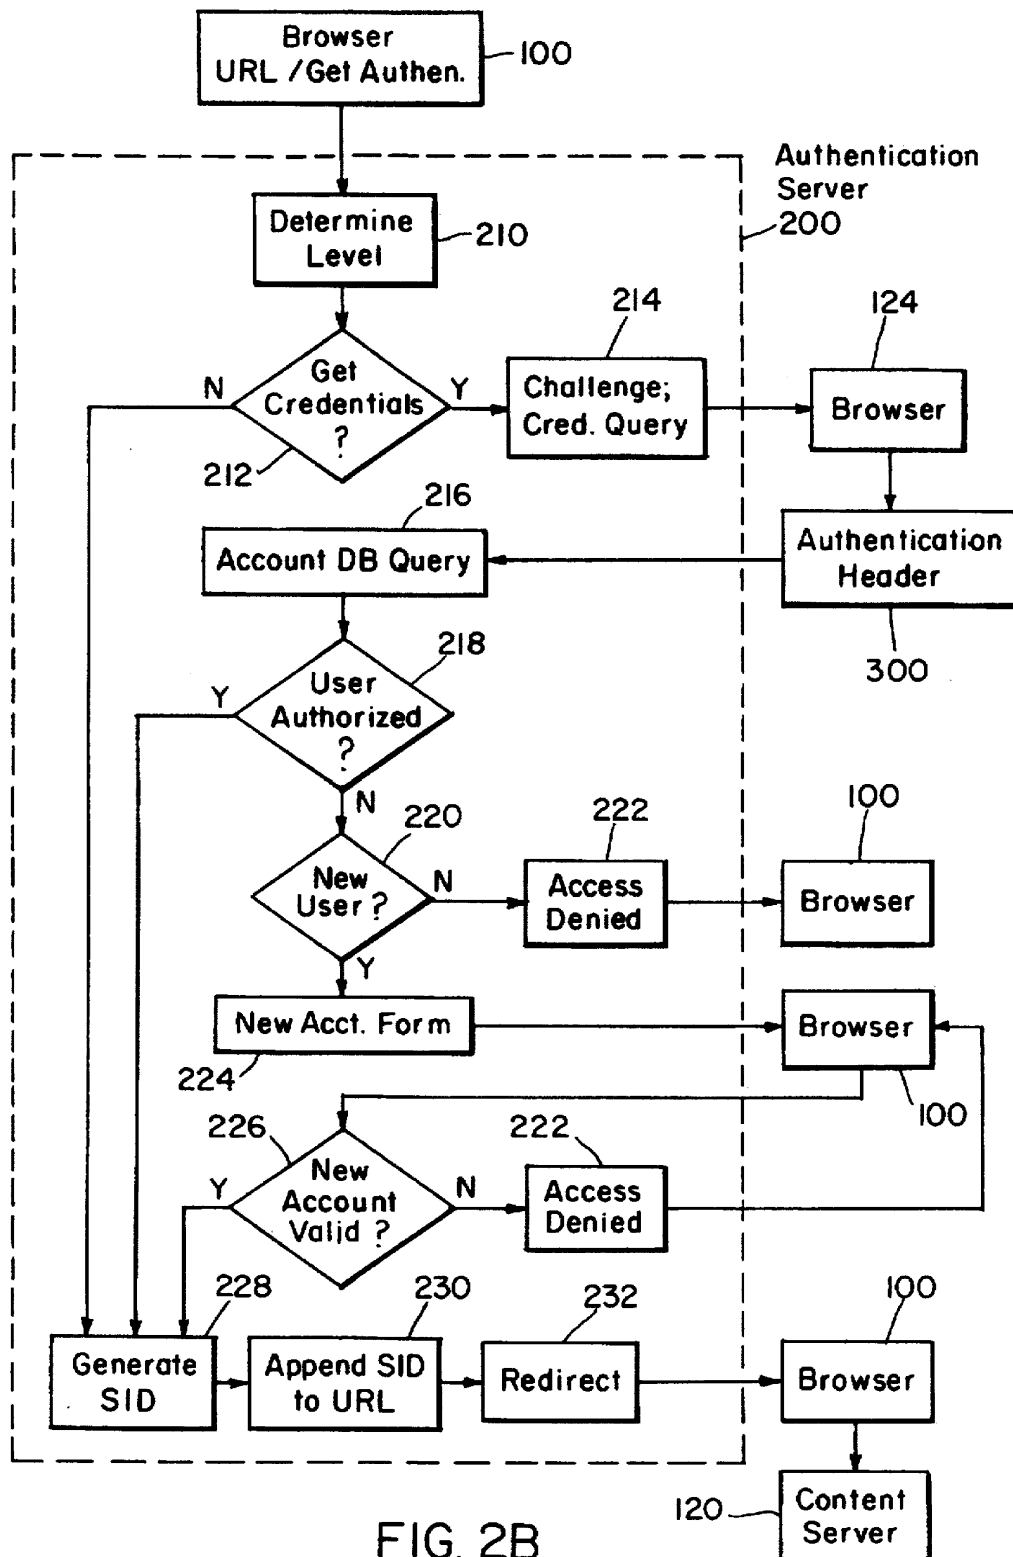 Browser
URL /Get Authen.
100
Authentication
Server
200
Determine
Level
210
Get
Credentials
?
212
N
Y
214
Challenge;
Cred. Query
124
Browser
216
Account DB Query
Authentication
Header
300
218
User
Authorized
?
Y
N
220
New
User ?
N
Y
222
Access
Denied
100
Browser
New Acct. Form
224
Browser
100
226
New
Account
Valid ?
Y
N
222
Access
Denied
228
Generate
SID
230
Append SID
to URL
232
Redirect
100
Browser
120
Content
Server
FIG. 2B